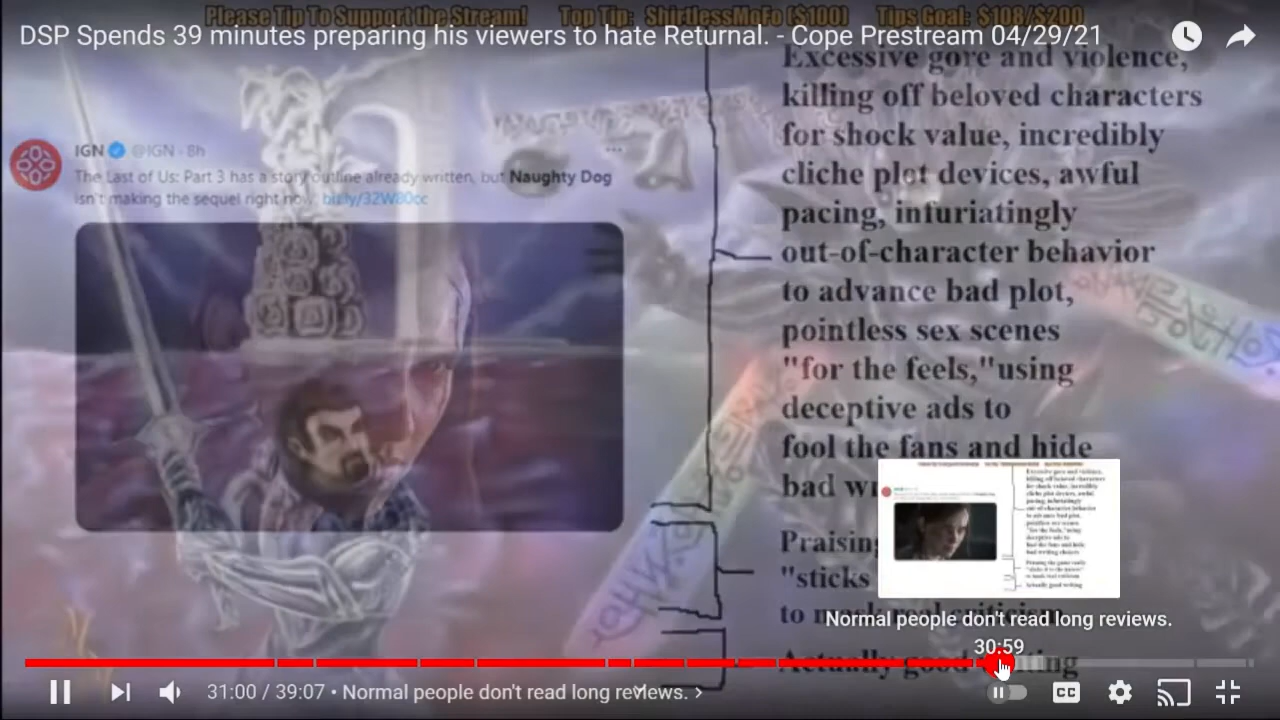 Please Tip To Support the Stream! Top Tip: ShirtlessMoFo ($100) Tips Goal: $108/$200
DSP Spends 39 minutes preparing his viewers to hate Returnal. - Cope Prestream 04/29/21
IGN @IGN · 8h
The Last of Us: Part 3 has a story outline already written, but Naughty Dog
isn't making the sequel right now.
Excessive gore and violence,
killing off beloved characters
for shock value, incredibly
cliche plot devices, awful
pacing, infuriatingly
out-of-character behavior
to advance bad plot,
pointless sex scenes
"for the feels,"using
deceptive ads to
fool the fans and hide
bad
Praising
"sticks
to mask real criticism
Actually
Normal people don't read long reviews.
30:59
31:00 / 39:07 • Normal people don't read long reviews. >
CC